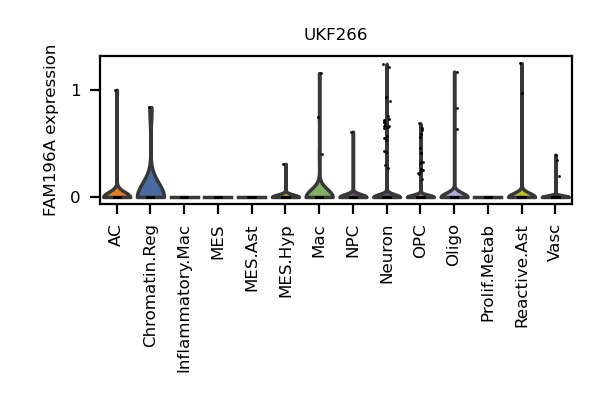 UKF266
FAM196A expression
1
0
AC
Chromatin.Reg
Inflammatory.Mac
MES
MES.Ast
MES.Hyp
Mac
NPC
Neuron
OPC
Oligo
Prolif.Metab
Reactive.Ast
Vasc